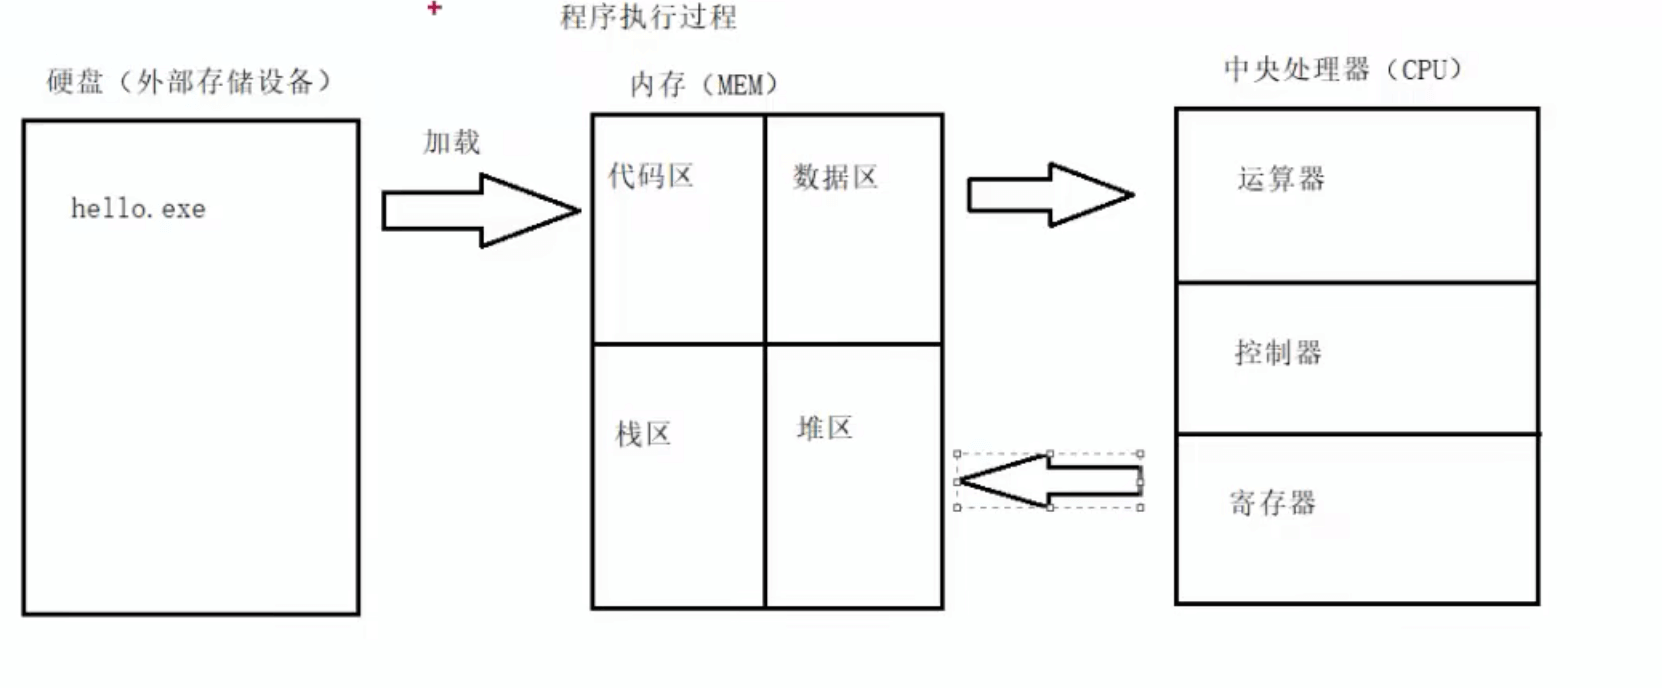 程序执行过程
硬盘（外部存储设备）
内存（MEM）
中央处理器（CPU）
加载
hello.exe
代码区
数据区
栈区
堆区
运算器
控制器
寄存器